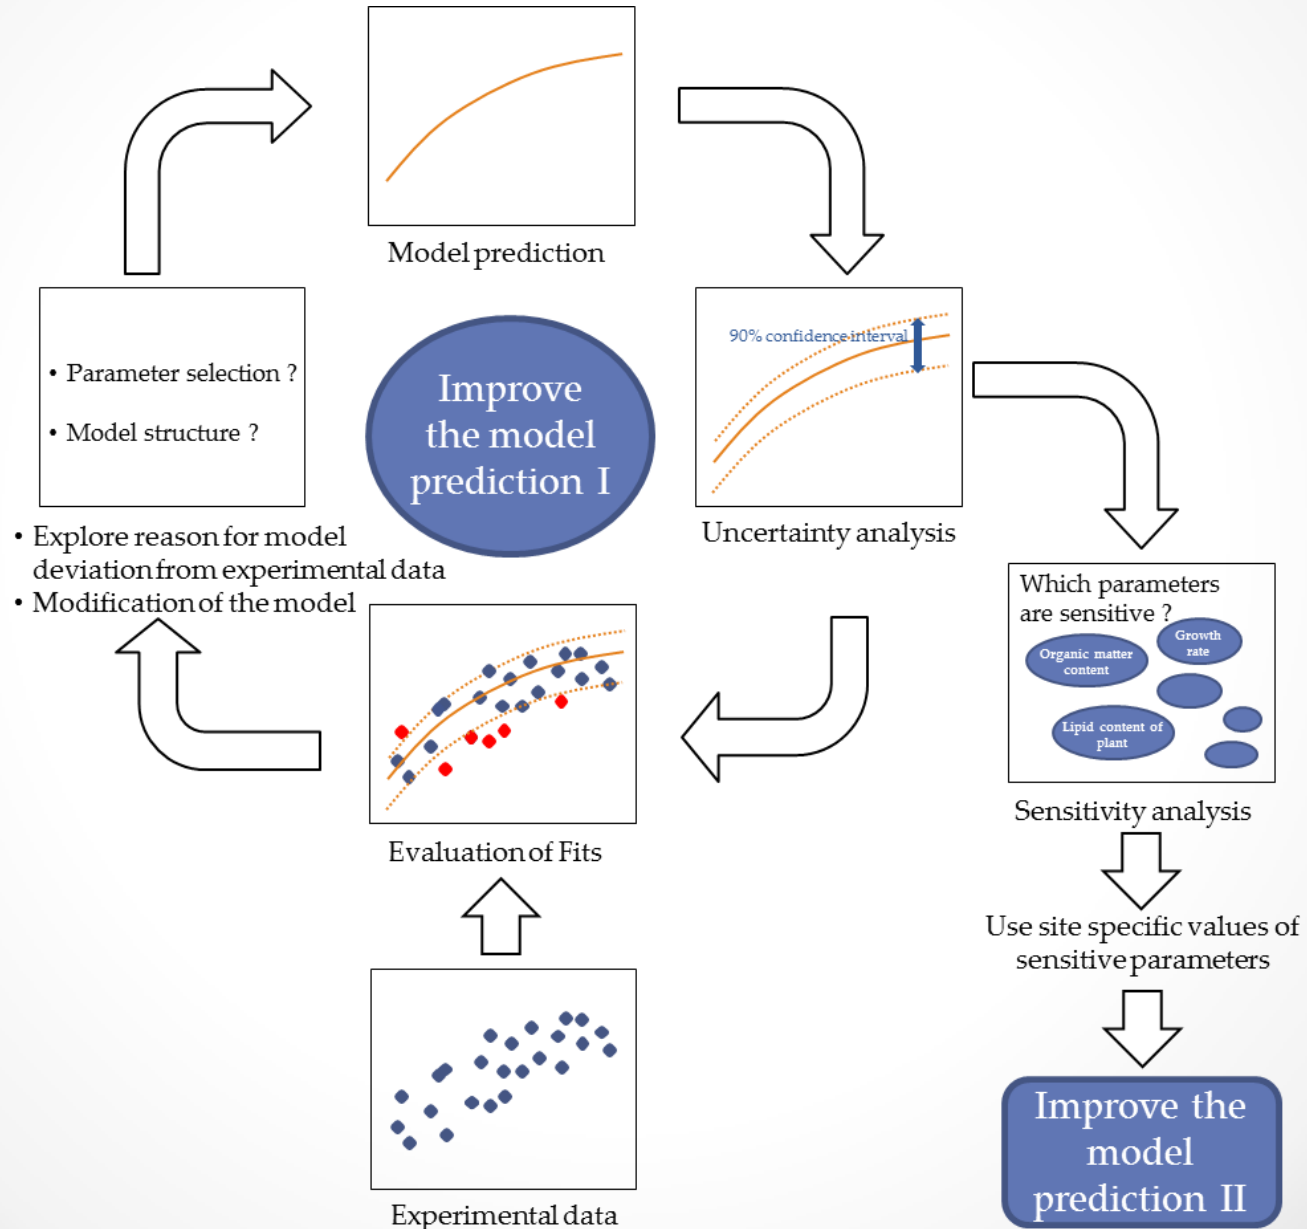 Model prediction
90% confidence interval
Uncertainty analysis
• Parameter selection ?
• Model structure ?
• Explore reason for model
deviation from experimental data
• Modification of the model
Improve
the model
prediction I
Which parameters
are sensitive ?
Growth
rate
Organic matter
content
Lipid content of
plant
Sensitivity analysis
Evaluation of Fits
Use site specific values of
sensitive parameters
Experimental data
Improve the
model
prediction II